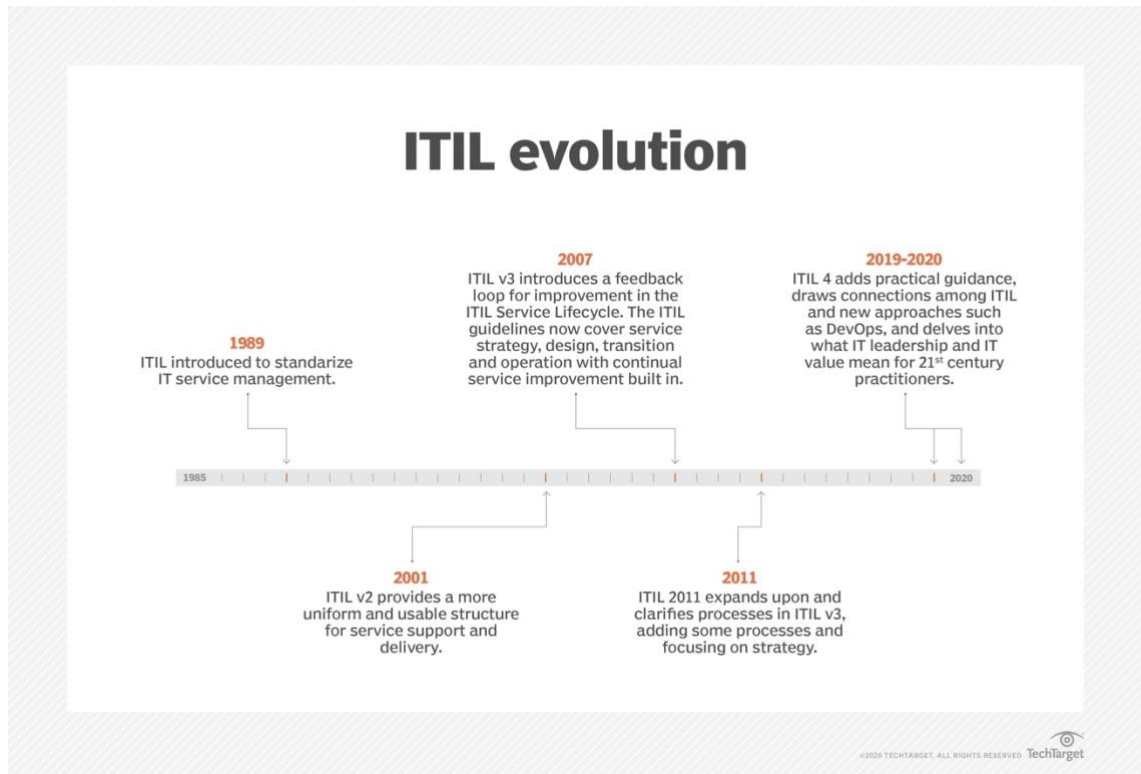 ITIL evolution
1989
ITIL introduced to standarize
IT service management.
2007
ITIL v3 introduces a feedback
loop for improvement in the
ITIL Service Lifecycle. The ITIL
guidelines now cover service
strategy, design, transition
and operation with continual
service improvement built in.
2019-2020
ITIL 4 adds practical guidance,
draws connections among ITIL
and new approaches such
as DevOps, and delves into
what IT leadership and IT
value mean for 21st century
practitioners.
1985
2020
2001
ITIL v2 provides a more
uniform and usable structure
for service support and
delivery.
2011
ITIL 2011 expands upon and
clarifies processes in ITIL v3,
adding some processes and
focusing on strategy.
©2020 TECHTARGET. ALL RIGHTS RESERVED TechTarget